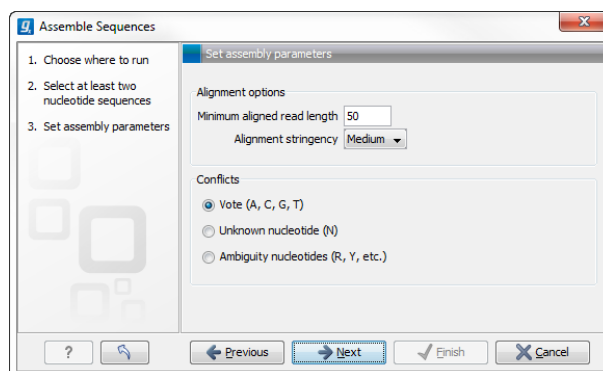 Assemble Sequences
1. Choose where to run
2. Select at least two
nucleotide sequences
3. Set assembly parameters
Set assembly parameters
Alignment options
Minimum aligned read length 50
Alignment stringency Medium
Conflicts
Vote (A, C, G, T)
Unknown nucleotide (N)
Ambiguity nucleotides (R, Y, etc.)
? Previous Next Finish Cancel